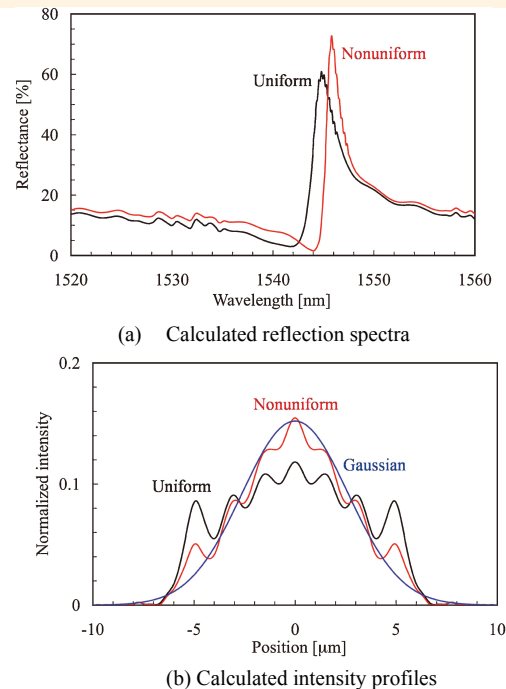 80
60
40
20
0
Reflectance [%]
Nonuniform
Uniform
1520 1530 1540 1550 1560
Wavelength [nm]
(a) Calculated reflection spectra
0.2
0.1
0
Normalized intensity
Nonuniform
Gaussian
Uniform
-10 -5 0 5 10
Position [μm]
(b) Calculated intensity profiles